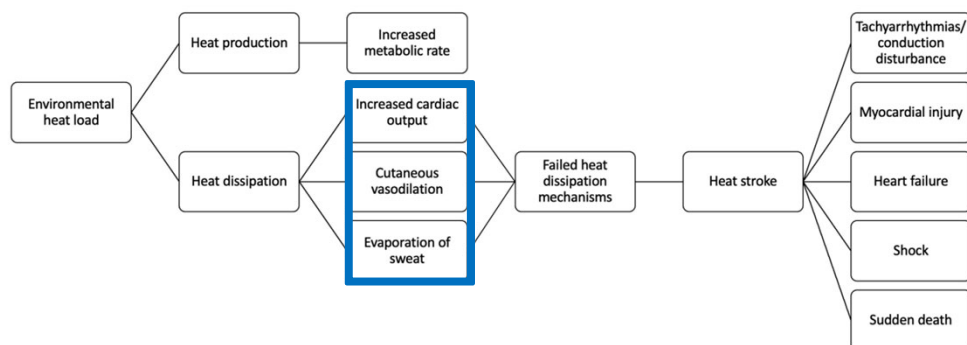 Environmental
heat load
Heat production
Heat dissipation
Increased
metabolic rate
Increased cardiac
output
Cutaneous
vasodilation
Evaporation of
sweat
Failed heat
dissipation
mechanisms
Heat stroke
Tachyarrhythmias/
conduction
disturbance
Myocardial injury
Heart failure
Shock
Sudden death